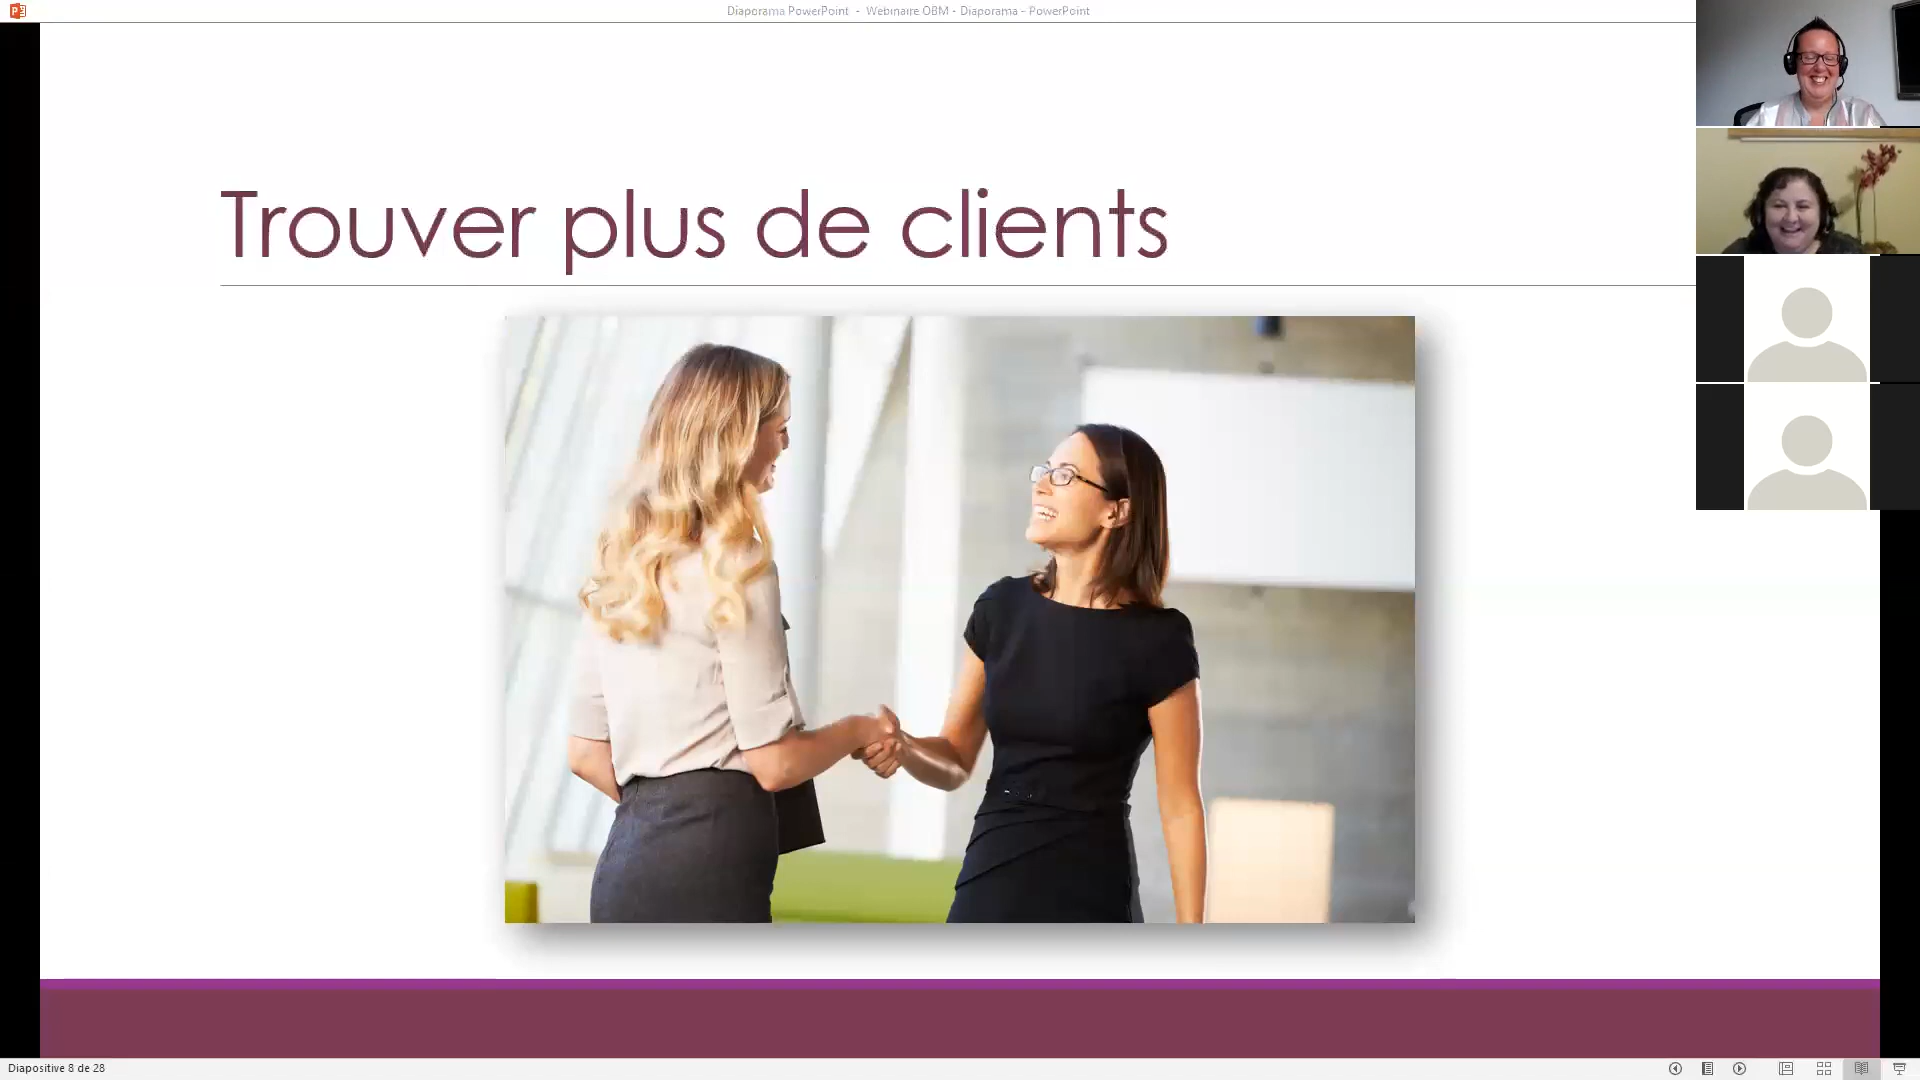 Diaporama PowerPoint - Webinaire OBM - Diaporama - PowerPoint
Trouver plus de clients
Diapositive 8 de 28